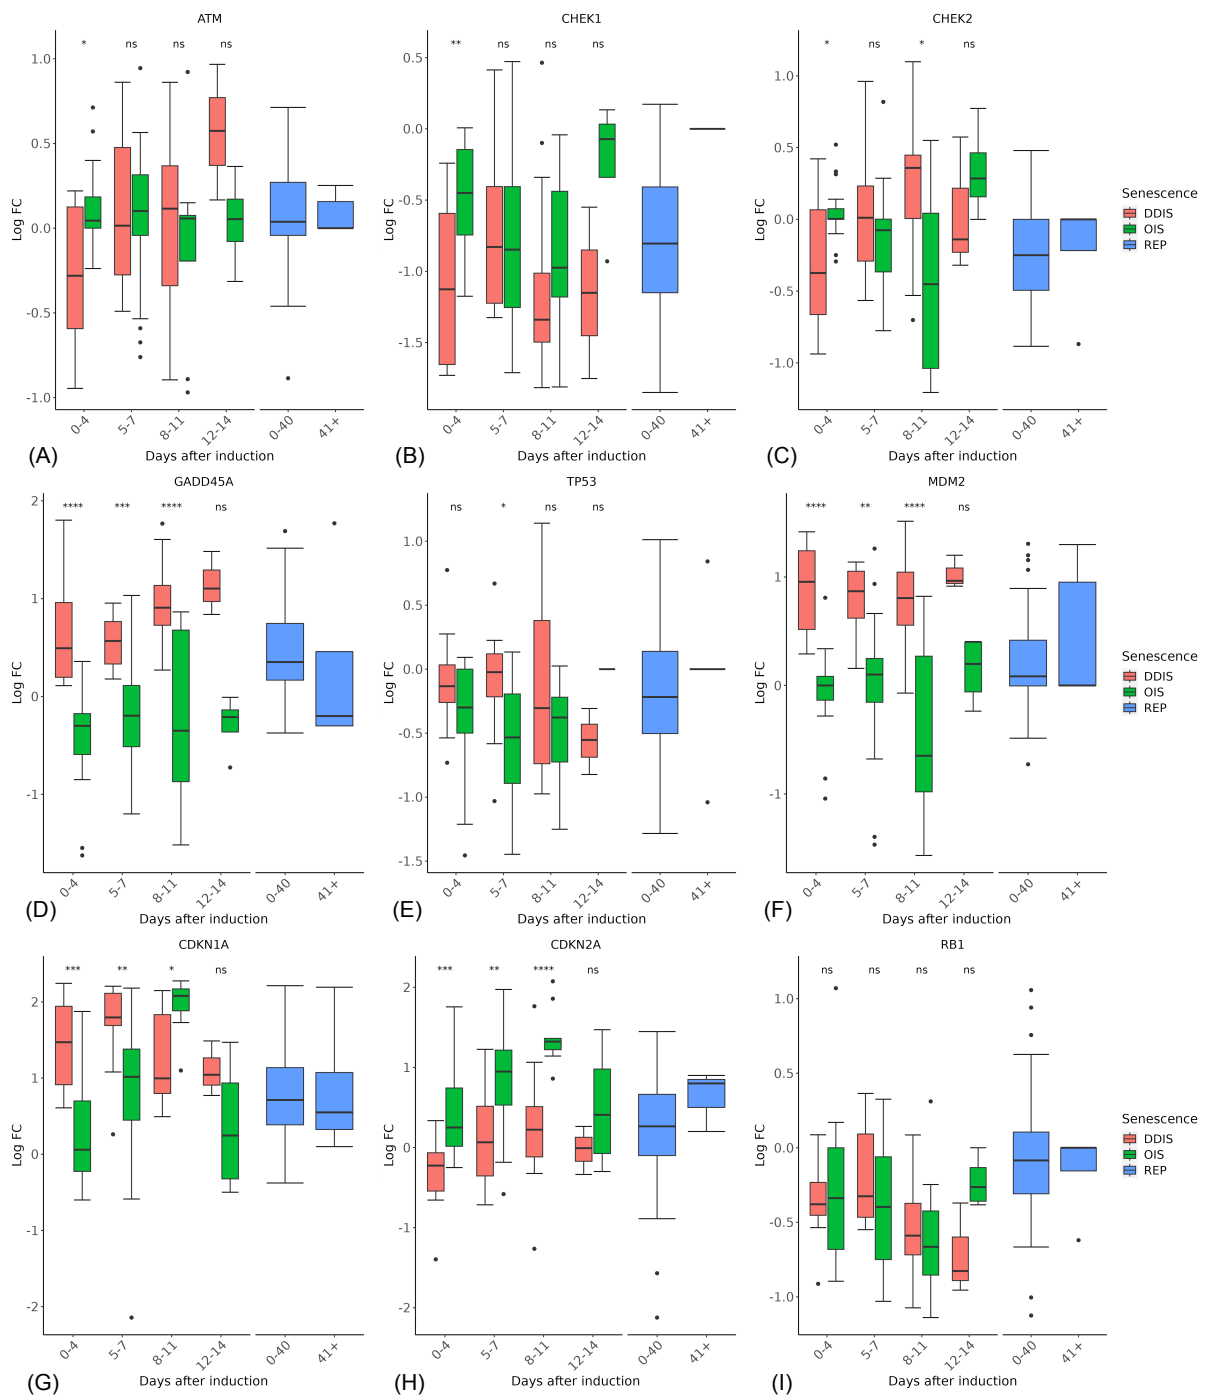 ATM
CHEK1
CHEK2
* ns ns ns
** ns ns ns
* ns * ns
1.0
0.5
0.0
-0.5
-1.0
Log FC
0.5
0.0
-0.5
-1.0
-1.5
Log FC
1.0
0.5
0.0
-0.5
-1.0
Log FC
Senescence
DDIS
OIS
REP
0-4 5-7 8-11 12-14 0-40 41+
0-4 5-7 8-11 12-14 0-40 41+
0-4 5-7 8-11 12-14 0-40 41+
(A) Days after induction
(B) Days after induction
(C) Days after induction
GADD45A
TP53
MDM2
**** *** **** ns
ns * ns ns
**** ** **** ns
2
1
0
-1
Log FC
1.0
0.5
0.0
-0.5
-1.0
-1.5
Log FC
1
0
-1
Log FC
Senescence
DDIS
OIS
REP
0-4 5-7 8-11 12-14 0-40 41+
0-4 5-7 8-11 12-14 0-40 41+
0-4 5-7 8-11 12-14 0-40 41+
(D) Days after induction
(E) Days after induction
(F) Days after induction
CDKN1A
CDKN2A
RB1
*** ** * ns
*** ** **** ns
ns ns ns ns
2
1
0
-1
-2
Log FC
2
1
0
-1
-2
Log FC
1.0
0.5
0.0
-0.5
-1.0
Log FC
Senescence
DDIS
OIS
REP
0-4 5-7 8-11 12-14 0-40 41+
0-4 5-7 8-11 12-14 0-40 41+
0-4 5-7 8-11 12-14 0-40 41+
(G) Days after induction
(H) Days after induction
(I) Days after induction